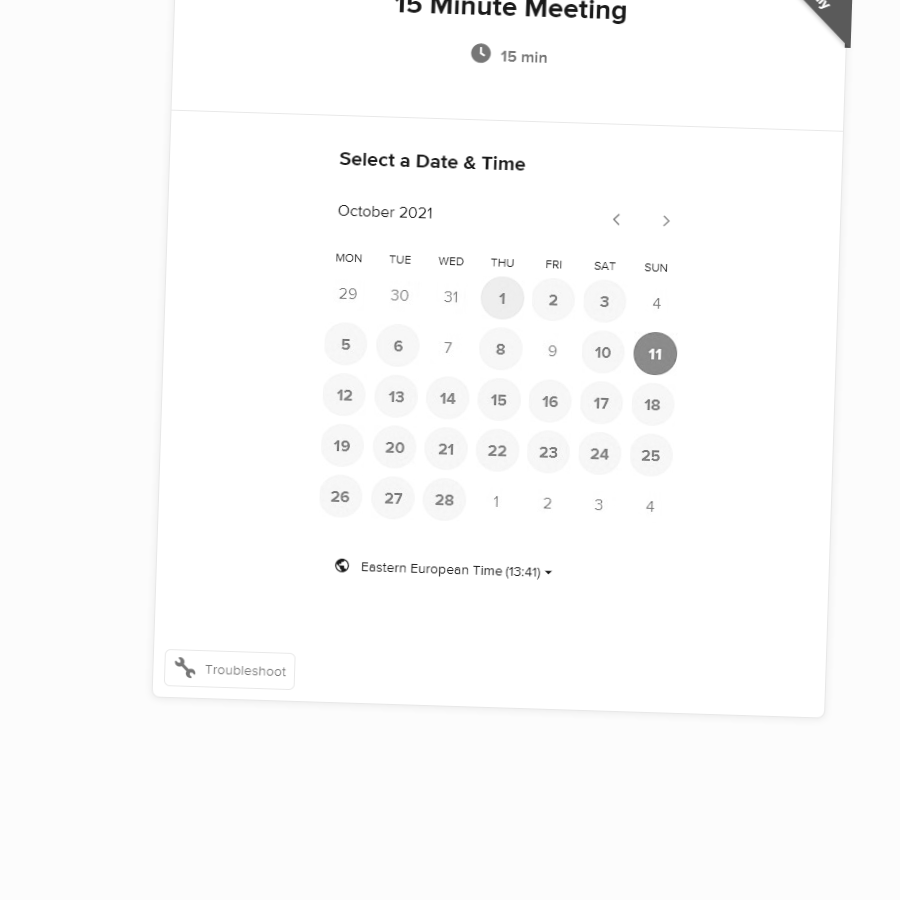 15 Minute Meeting
15 min
Select a Date & Time
October 2021
MON TUE WED THU FRI SAT SUN
29 30 31 1 2 3 4
5 6 7 8 9 10 11
12 13 14 15 16 17 18
19 20 21 22 23 24 25
26 27 28 1 2 3 4
Eastern European Time (13:41)
Troubleshoot